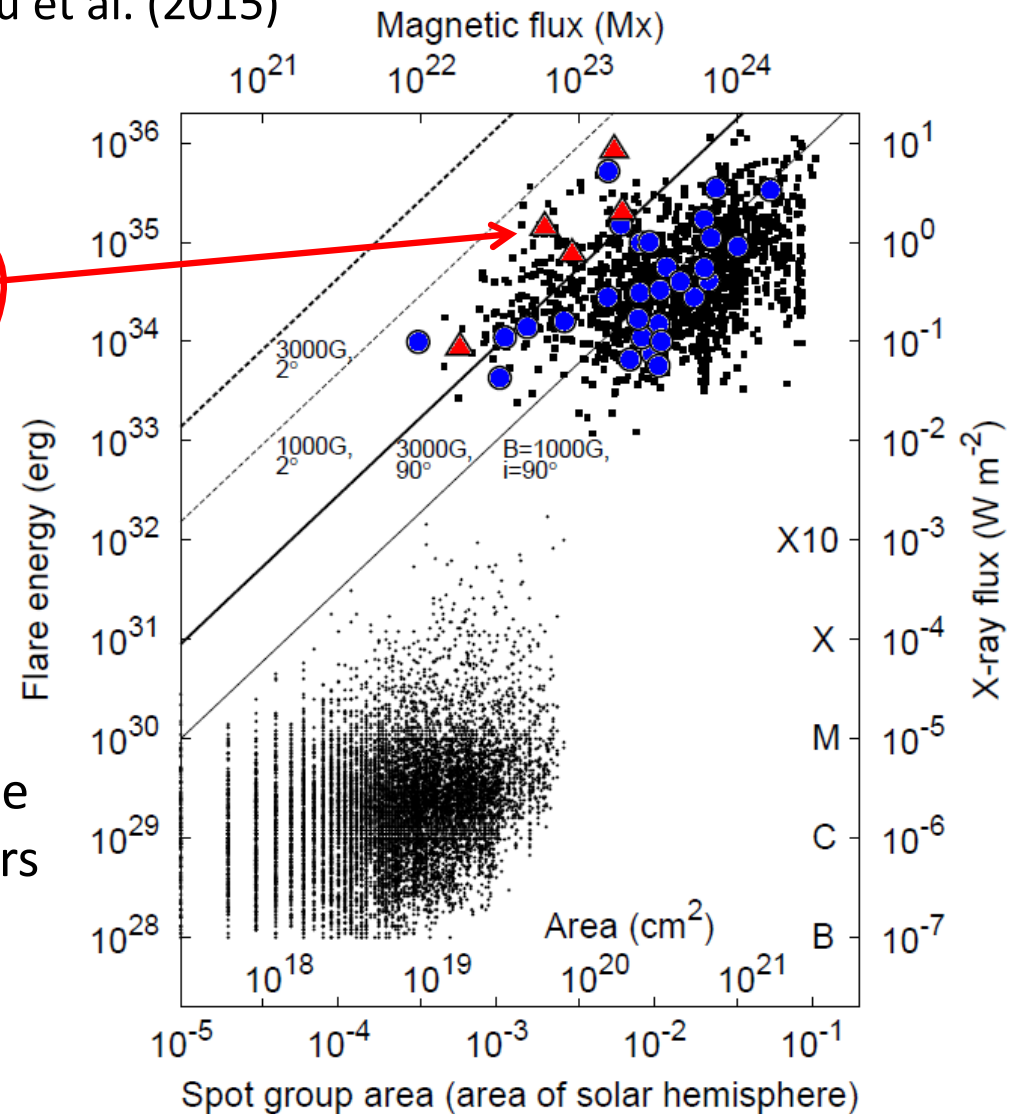 et al. (2015)
Magnetic flux (Mx)
10^21 10^22 10^23 10^24
10^36 10^1
10^35 10^0
10^34 10^-1
3000G,
2°
10^33 10^-2
1000G,
2°
3000G,
90°
B=1000G,
i=90°
10^32 X10 10^-3
10^31 X 10^-4
10^30 M 10^-5
10^29 C 10^-6
10^28 B 10^-7
Flare energy (erg)
X-ray flux (W m^-2)
Area (cm^2)
10^18 10^19 10^20 10^21
10^-5 10^-4 10^-3 10^-2 10^-1
Spot group area (area of solar hemisphere)